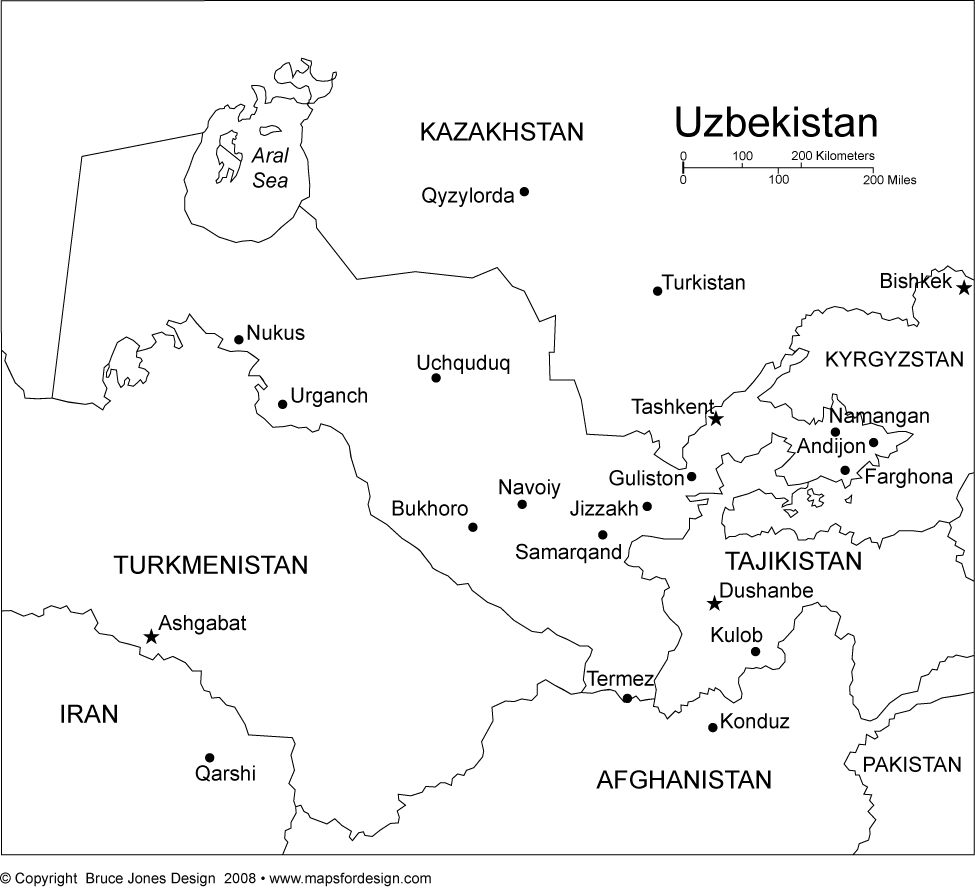 Uzbekistan
0 100 200 Kilometers
0 100 200 Miles
KAZAKHSTAN
Aral
Sea
Qyzylorda
Turkistan
Bishkek
Nukus
Uchquduq
KYRGYZSTAN
Urganch
Tashkent
Namangan
Andijon
Guliston
Farghona
Navoiy
Bukhoro
Jizzakh
Samarqand
TURKMENISTAN
TAJIKISTAN
Dushanbe
Ashgabat
Kulob
Termez
IRAN
Konduz
Qarshi
AFGHANISTAN
PAKISTAN
© Copyright Bruce Jones Design 2008 • www.mapsfordesign.com